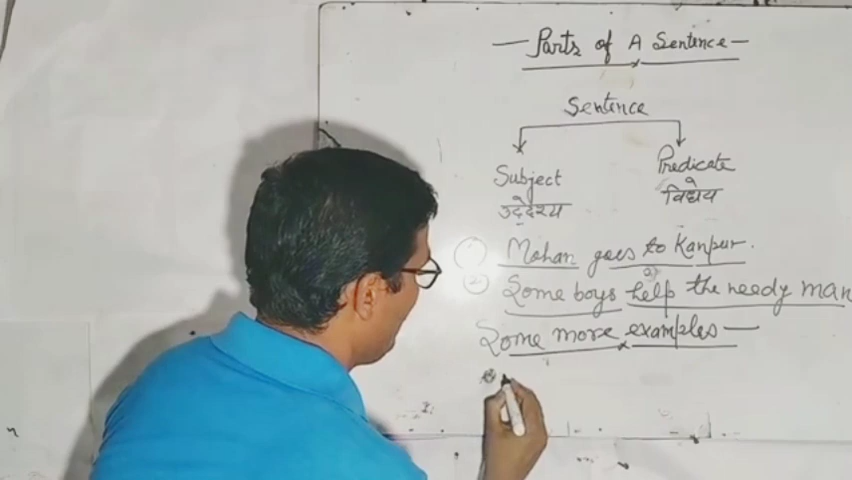 — Parts of A Sentence —
Sentence
Subject Predicate
उद्देश्य विधेय
① Mohan goes to Kanpur.
② Some boys help the needy man
Some more examples —